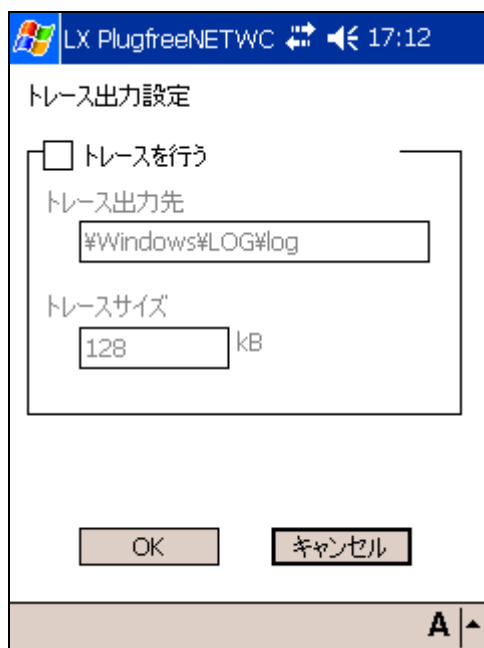 LX PlugfreeNETWC 17:12
トレース出力設定
トレースを行う
トレース出力先
¥Windows¥LOG¥log
トレースサイズ
128 kB
OK キャンセル
A